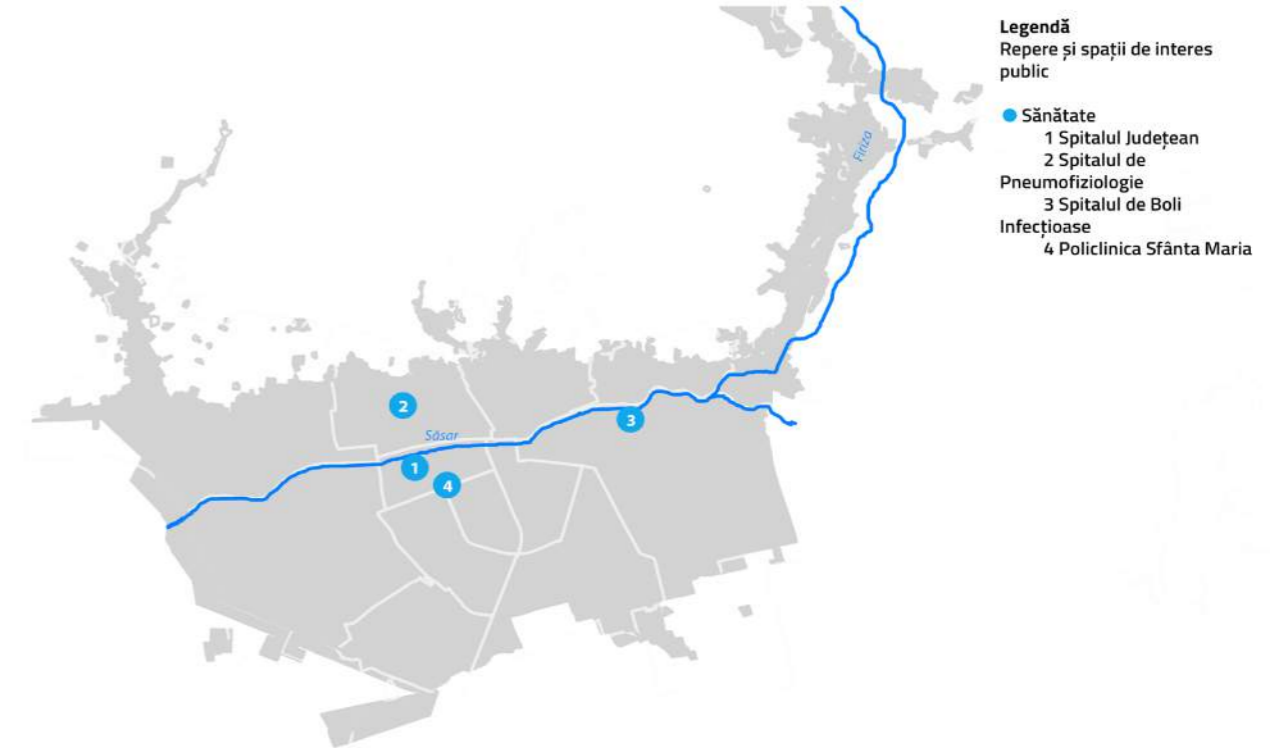 Legendă
Repere și spații de interes
public
Sănătate
1 Spitalul Județean
2 Spitalul de
Pneumofiziologie
3 Spitalul de Boli
Infecțioase
4 Policlinica Sfânta Maria
Firiza
2
Săsar
3
1
4